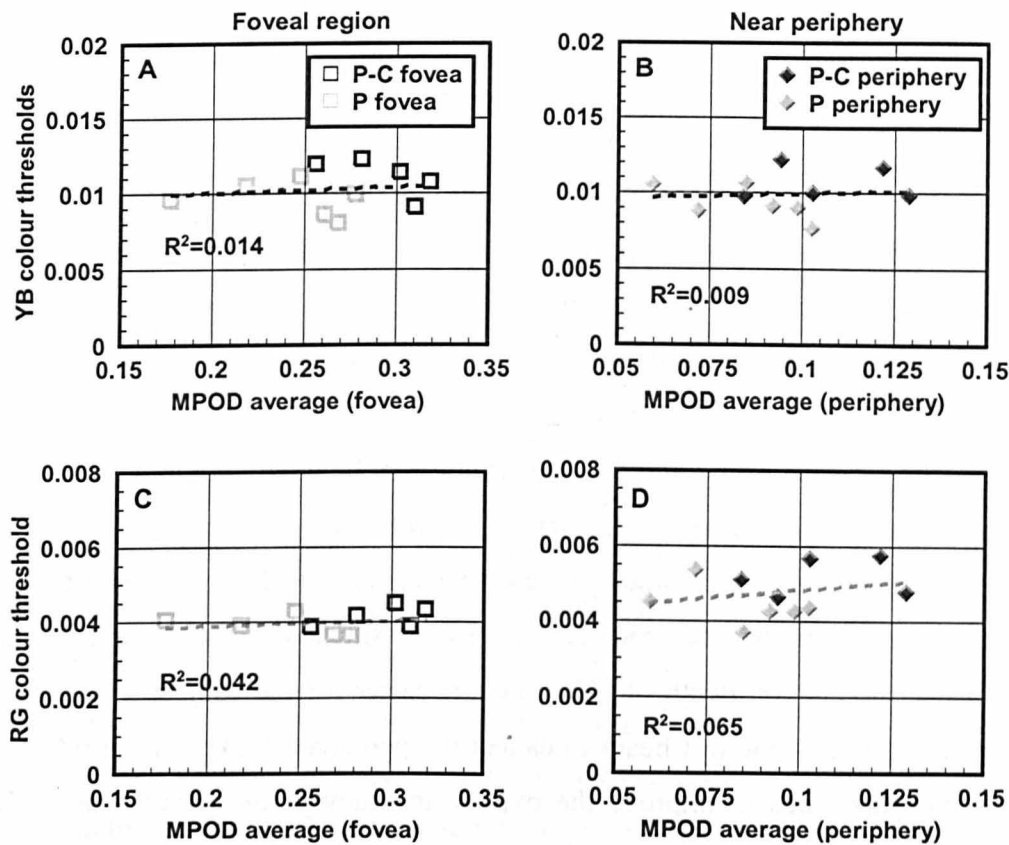 Foveal region
A
P-C fovea
P fovea
YB colour thresholds
0.02
0.015
0.01
0.005
0
R²=0.014
0.15 0.2 0.25 0.3 0.35
MPOD average (fovea)
Near periphery
B
P-C periphery
P periphery
0.02
0.015
0.01
0.005
0
R²=0.009
0.05 0.075 0.1 0.125 0.15
MPOD average (periphery)
C
RG colour threshold
0.008
0.006
0.004
0.002
0
R²=0.042
0.15 0.2 0.25 0.3 0.35
MPOD average (fovea)
D
0.008
0.006
0.004
0.002
0
R²=0.065
0.05 0.075 0.1 0.125 0.15
MPOD average (periphery)